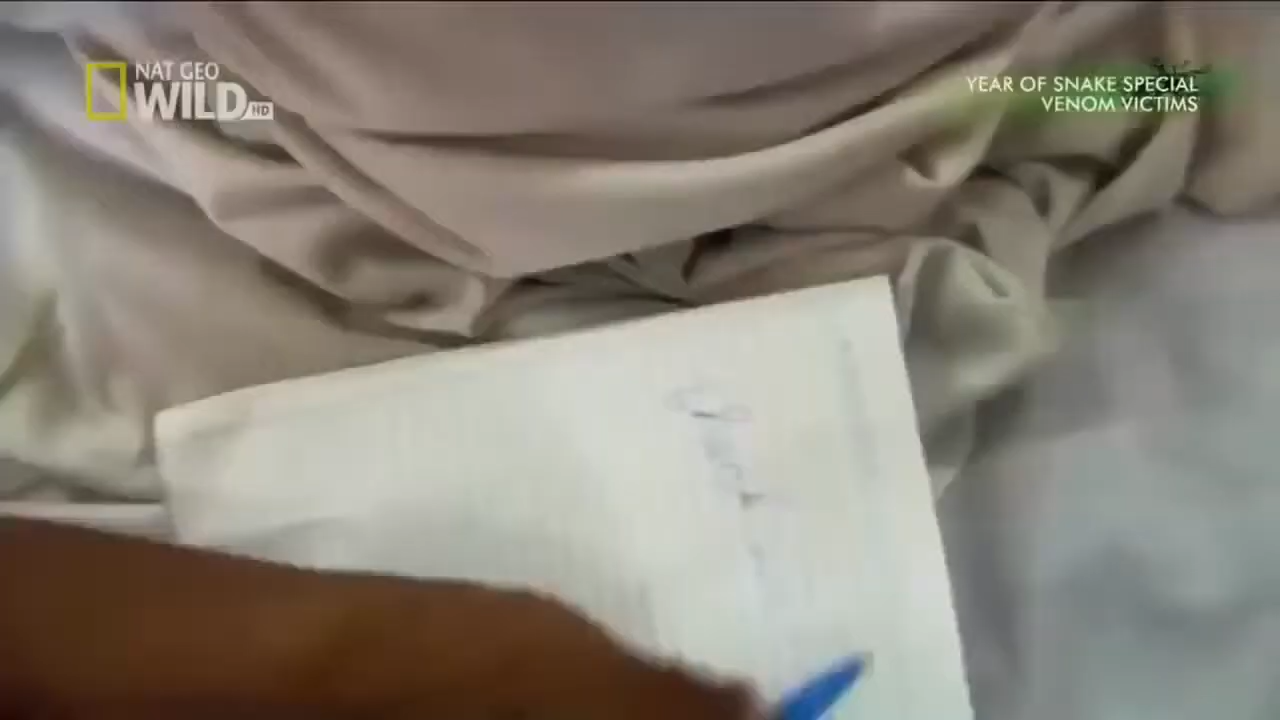 NAT GEO
WILD HD
YEAR OF SNAKE SPECIAL
VENOM VICTIMS